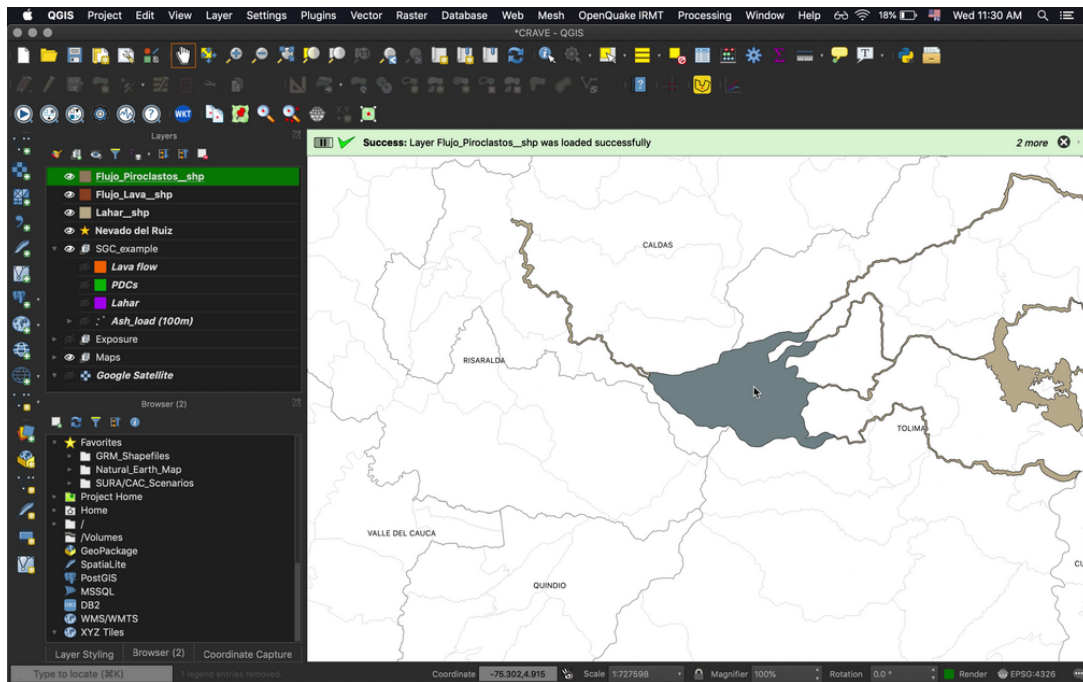 QGIS Project Edit View Layer Settings Plugins Vector Raster Database Web Mesh OpenQuake IRMT Processing Window Help 18% Wed 11:30 AM
*CRAVE - QGIS
WKT
Layers
Success: Layer Flujo_Piroclastos__shp was loaded successfully 2 more
Flujo_Piroclastos__shp
Flujo_Lava__shp
Lahar__shp
Nevado del Ruiz
SGC_example
Lava flow
PDCs
Lahar
Ash_load (100m)
Exposure
Maps
Google Satellite
CALDAS
RISARALDA
TOLIMA
VALLE DEL CAUCA
QUINDIO
Browser (2)
Favorites
GRM_Shapefiles
Natural_Earth_Map
SURA/CAC_Scenarios
Project Home
Home
/
/Volumes
GeoPackage
SpatiaLite
PostGIS
MSSQL
DB2
WMS/WMTS
XYZ Tiles
Layer Styling Browser (2) Coordinate Capture
Type to locate (⌘K) 1 legend entries removed. Coordinate -75.302,4.915 Scale 1:727598 Magnifier 100% Rotation 0.0 ° Render EPSG:4326